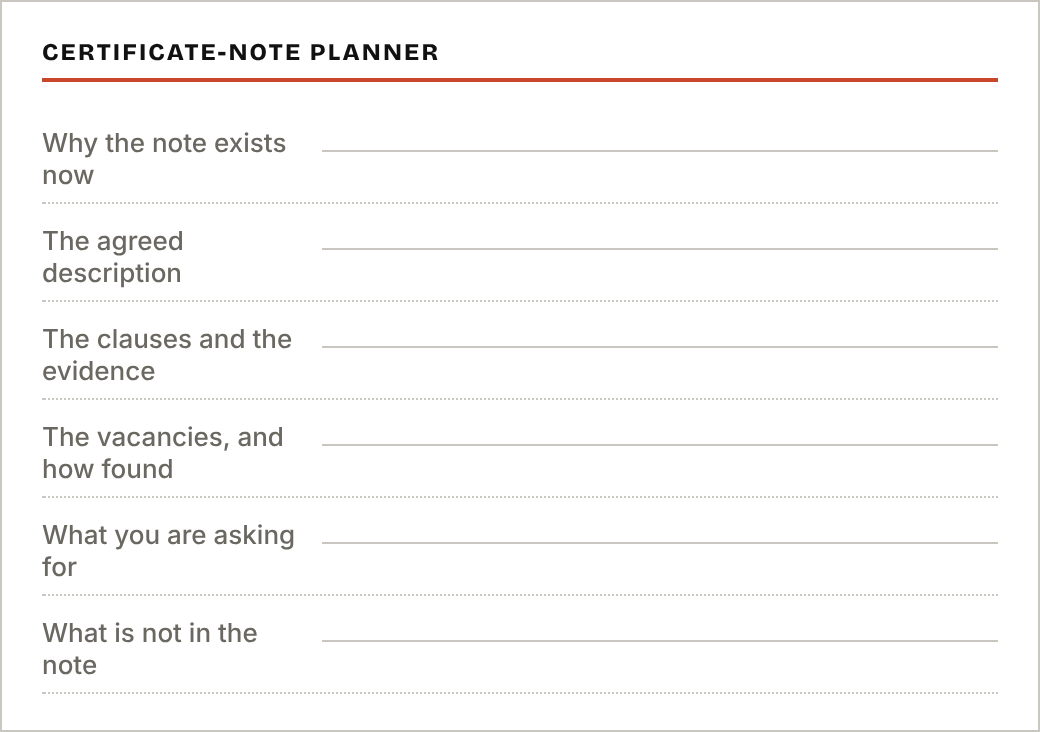 CERTIFICATE-NOTE PLANNER
Why the note exists
now
The agreed
description
The clauses and the
evidence
The vacancies, and
how found
What you are asking
for
What is not in the
note